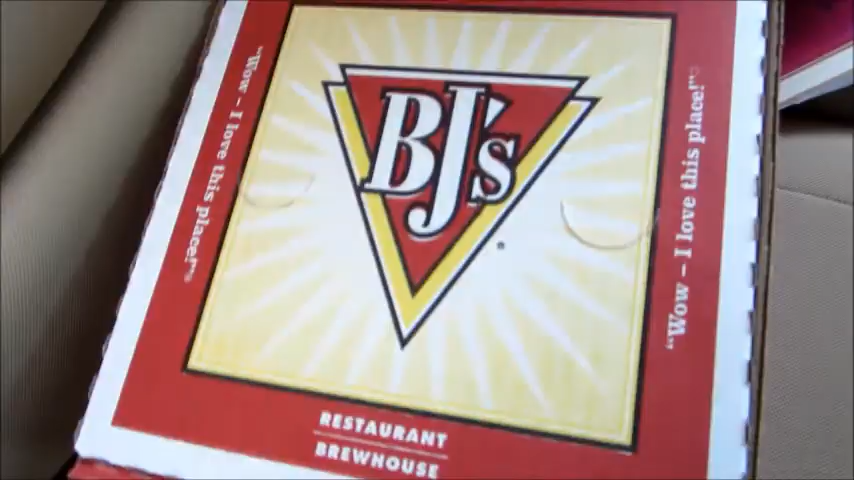 BJ's
"Wow – I love this place!"®
"Wow – I love this place!"®
RESTAURANT
BREWHOUSE